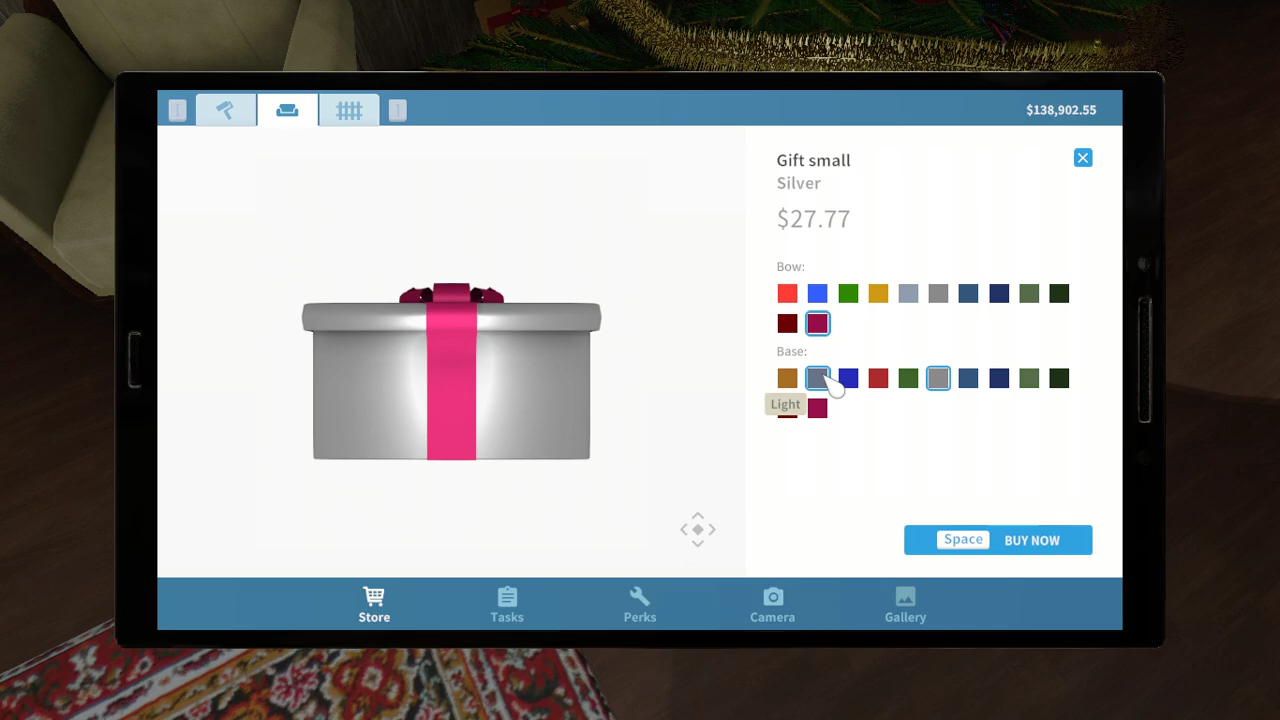 I
I
$138,902.55
Gift small
Silver
$27.77
Bow:
Base:
Light
Space BUY NOW
Store
Tasks
Perks
Camera
Gallery